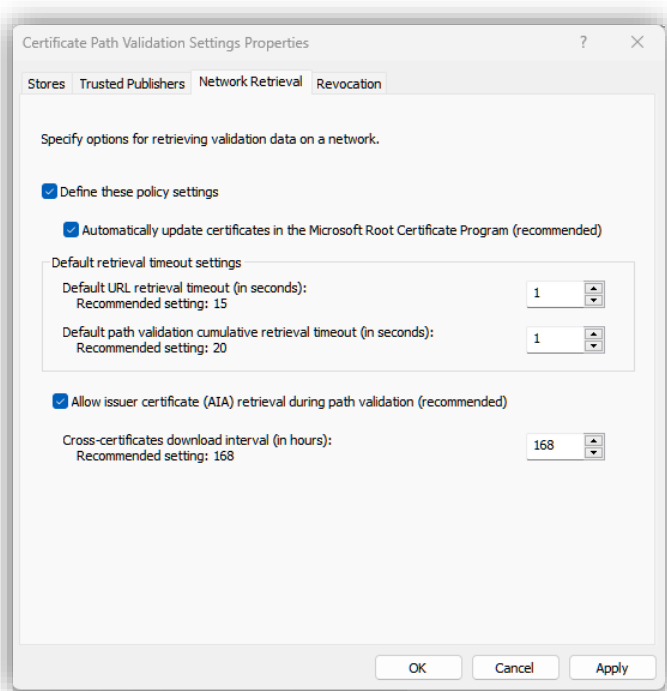 Certificate Path Validation Settings Properties
?
Stores Trusted Publishers Network Retrieval Revocation
Specify options for retrieving validation data on a network.
Define these policy settings
Automatically update certificates in the Microsoft Root Certificate Program (recommended)
Default retrieval timeout settings
Default URL retrieval timeout (in seconds):
Recommended setting: 15
1
Default path validation cumulative retrieval timeout (in seconds):
Recommended setting: 20
1
Allow issuer certificate (AIA) retrieval during path validation (recommended)
Cross-certificates download interval (in hours):
Recommended setting: 168
168
OK Cancel Apply